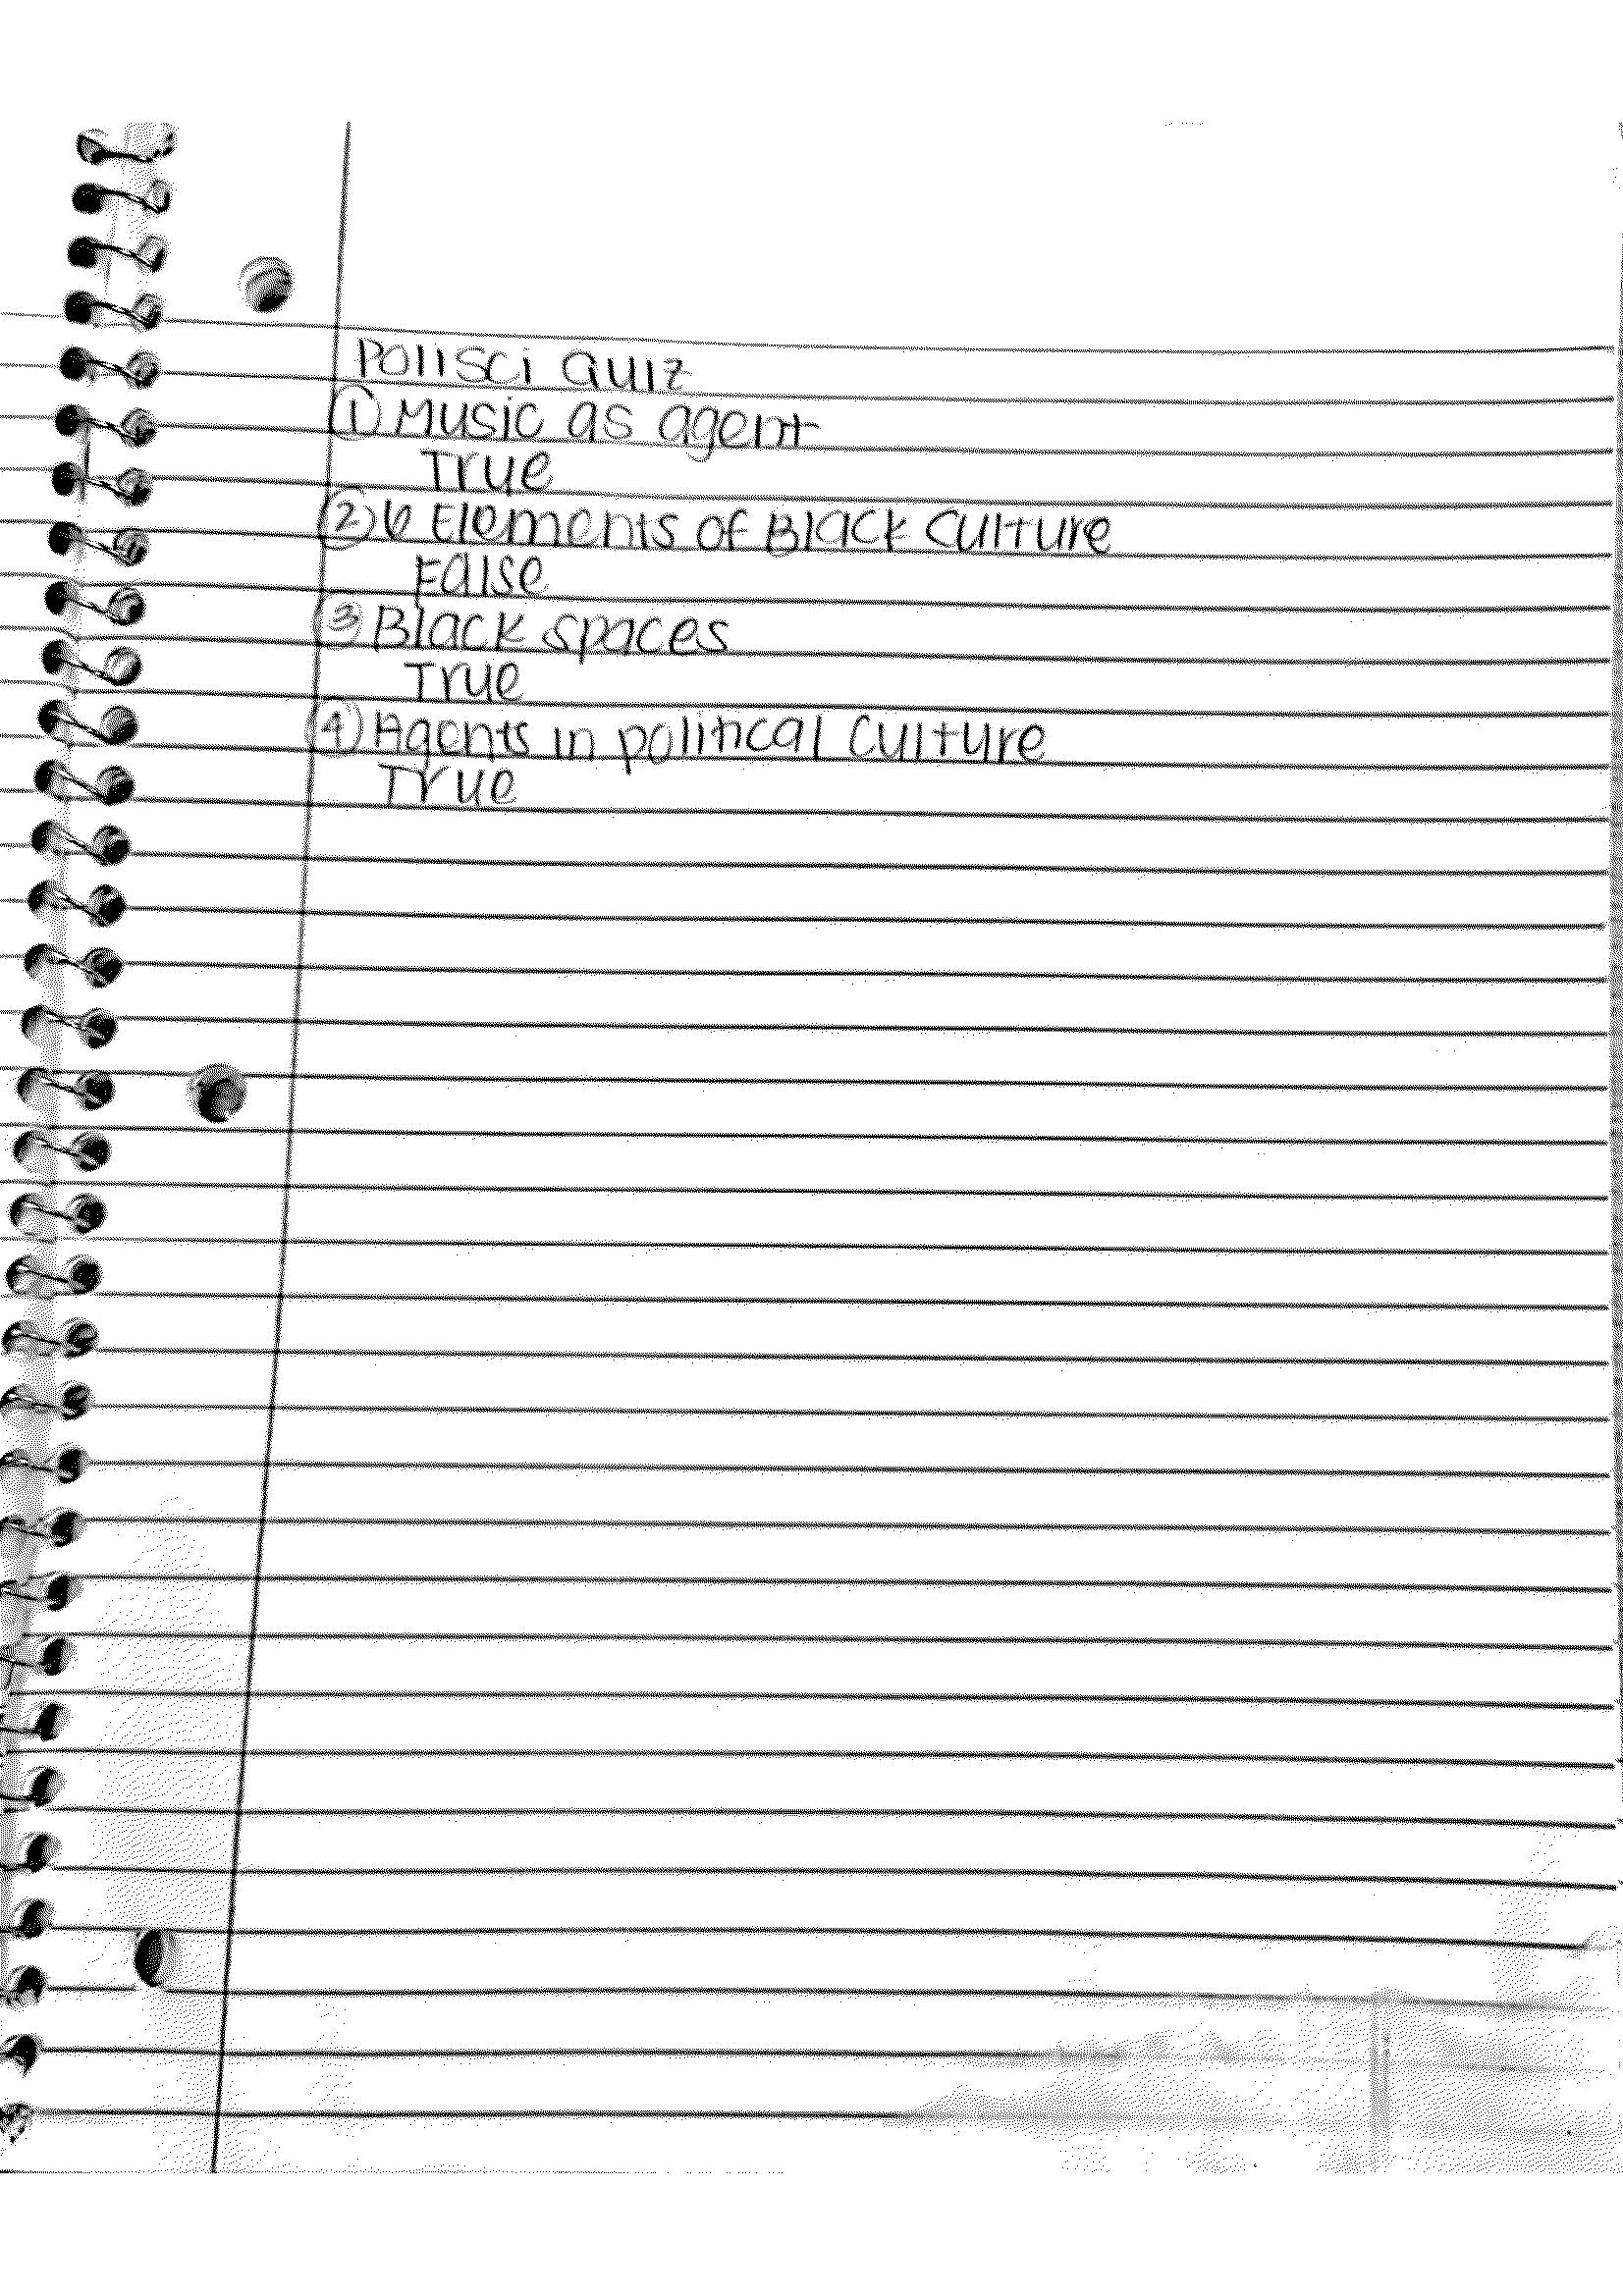 Polisci Quiz
① Music as agent
True
② 6 Elements of Black Culture
False
③ Black spaces
True
④ Agents in political Culture
True